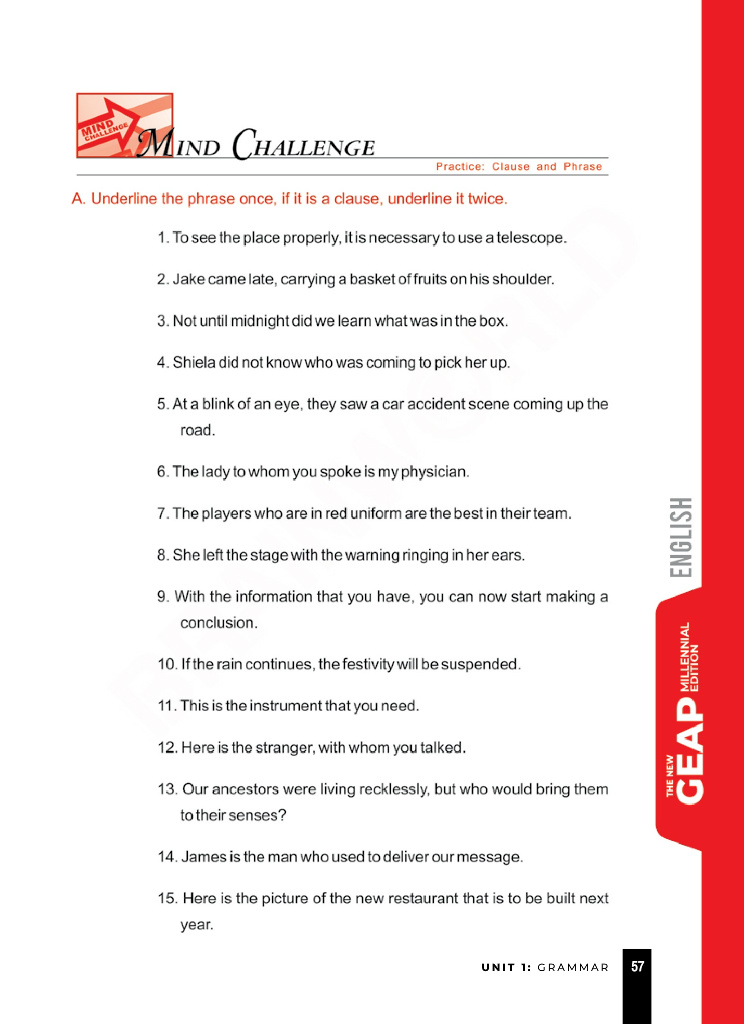 MIND CHALLENGE
MIND CHALLENGE
Practice: Clause and Phrase
A. Underline the phrase once, if it is a clause, underline it twice.
1. To see the place properly, it is necessary to use a telescope.
2. Jake came late, carrying a basket of fruits on his shoulder.
3. Not until midnight did we learn what was in the box.
4. Shiela did not know who was coming to pick her up.
5. At a blink of an eye, they saw a car accident scene coming up the
road.
6. The lady to whom you spoke is my physician.
7. The players who are in red uniform are the best in their team.
8. She left the stage with the warning ringing in her ears.
9. With the information that you have, you can now start making a
conclusion.
10. If the rain continues, the festivity will be suspended.
11. This is the instrument that you need.
12. Here is the stranger, with whom you talked.
13. Our ancestors were living recklessly, but who would bring them
to their senses?
14. James is the man who used to deliver our message.
15. Here is the picture of the new restaurant that is to be built next
year.
ENGLISH
THE NEW
GEAP
MILLENNIAL
EDITION
UNIT 1: GRAMMAR
57